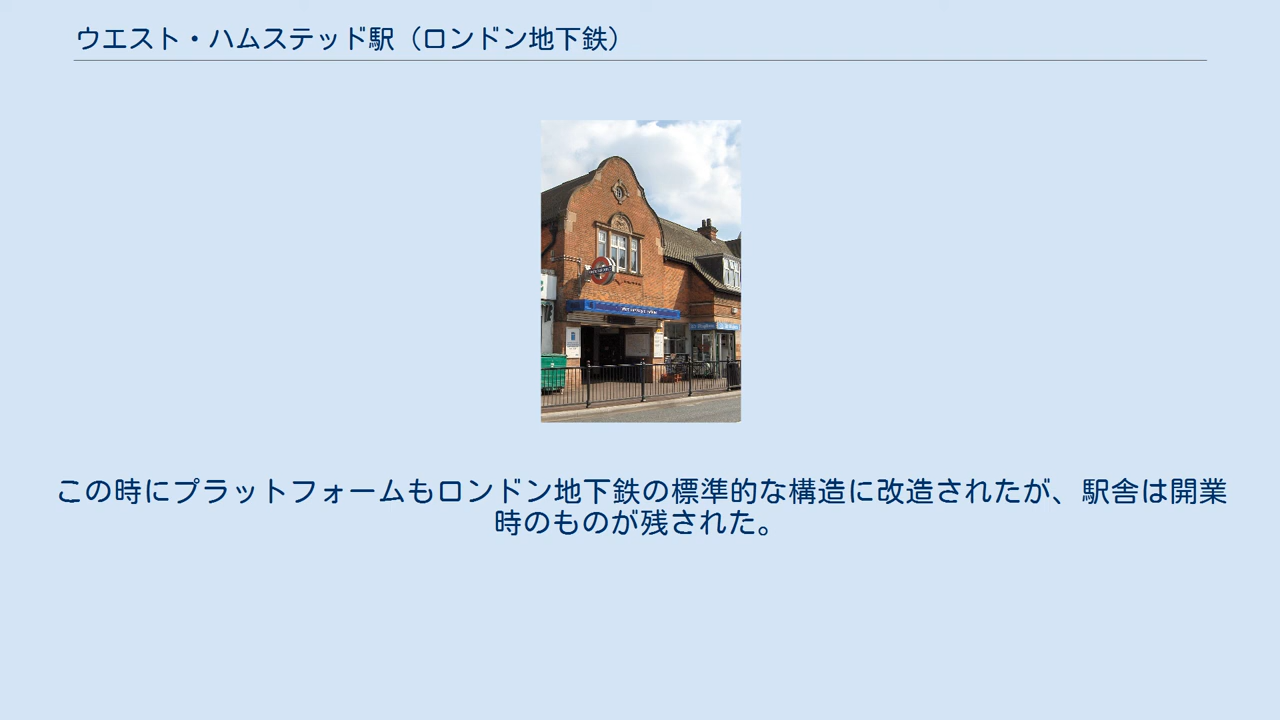 ウエスト・ハムステッド駅（ロンドン地下鉄）
この時にプラットフォームもロンドン地下鉄の標準的な構造に改造されたが、駅舎は開業
時のものが残された。